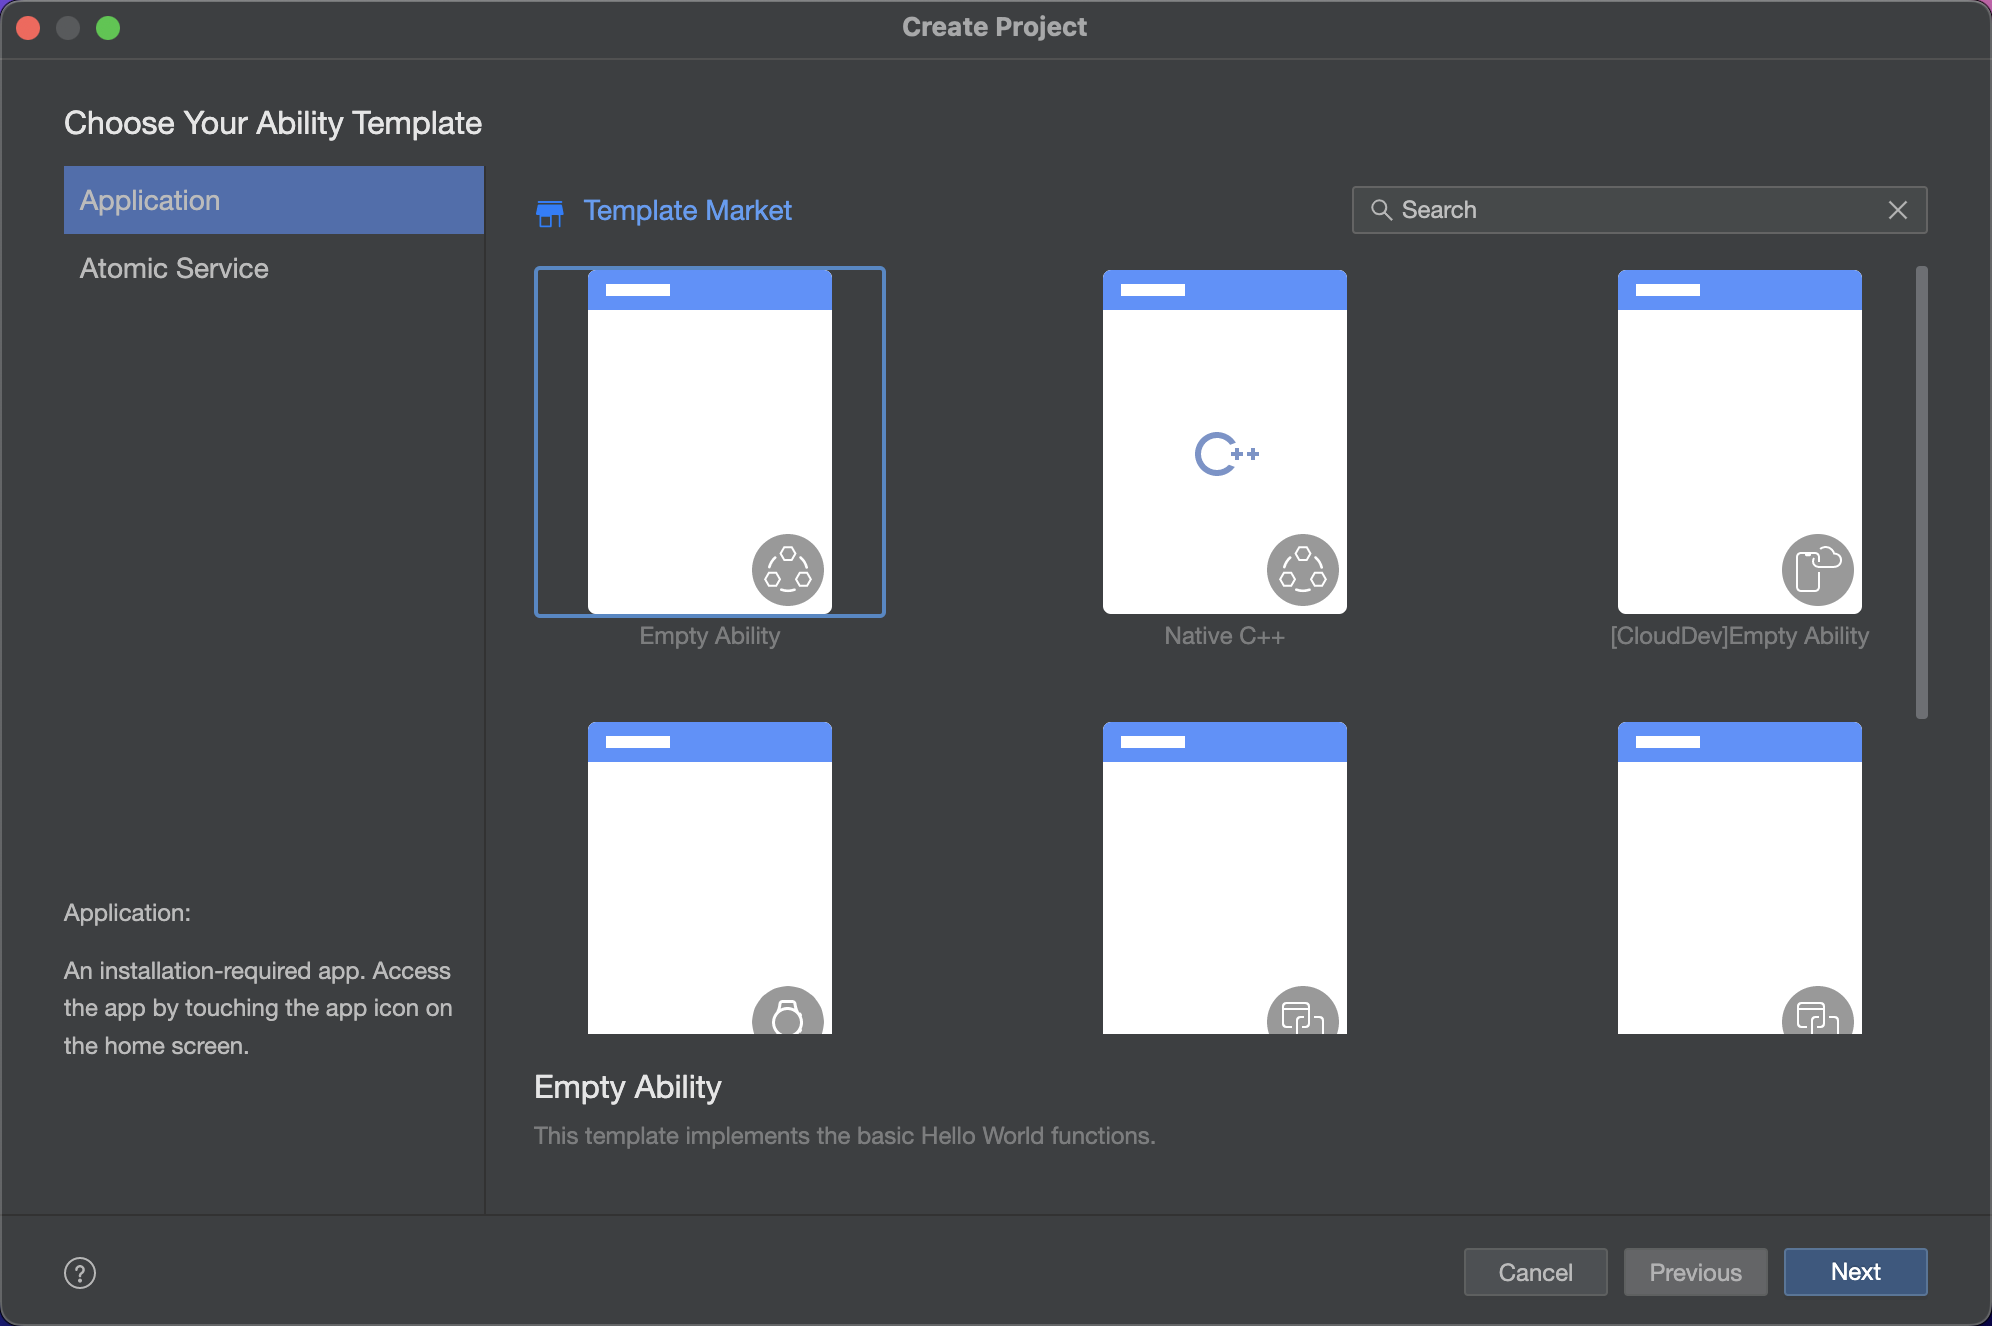 Create Project
Choose Your Ability Template
Application
Atomic Service
Template Market
Search
C++
Empty Ability
Native C++
[CloudDev]Empty Ability
Application:
An installation-required app. Access
the app by touching the app icon on
the home screen.
Empty Ability
This template implements the basic Hello World functions.
?
Cancel
Previous
Next